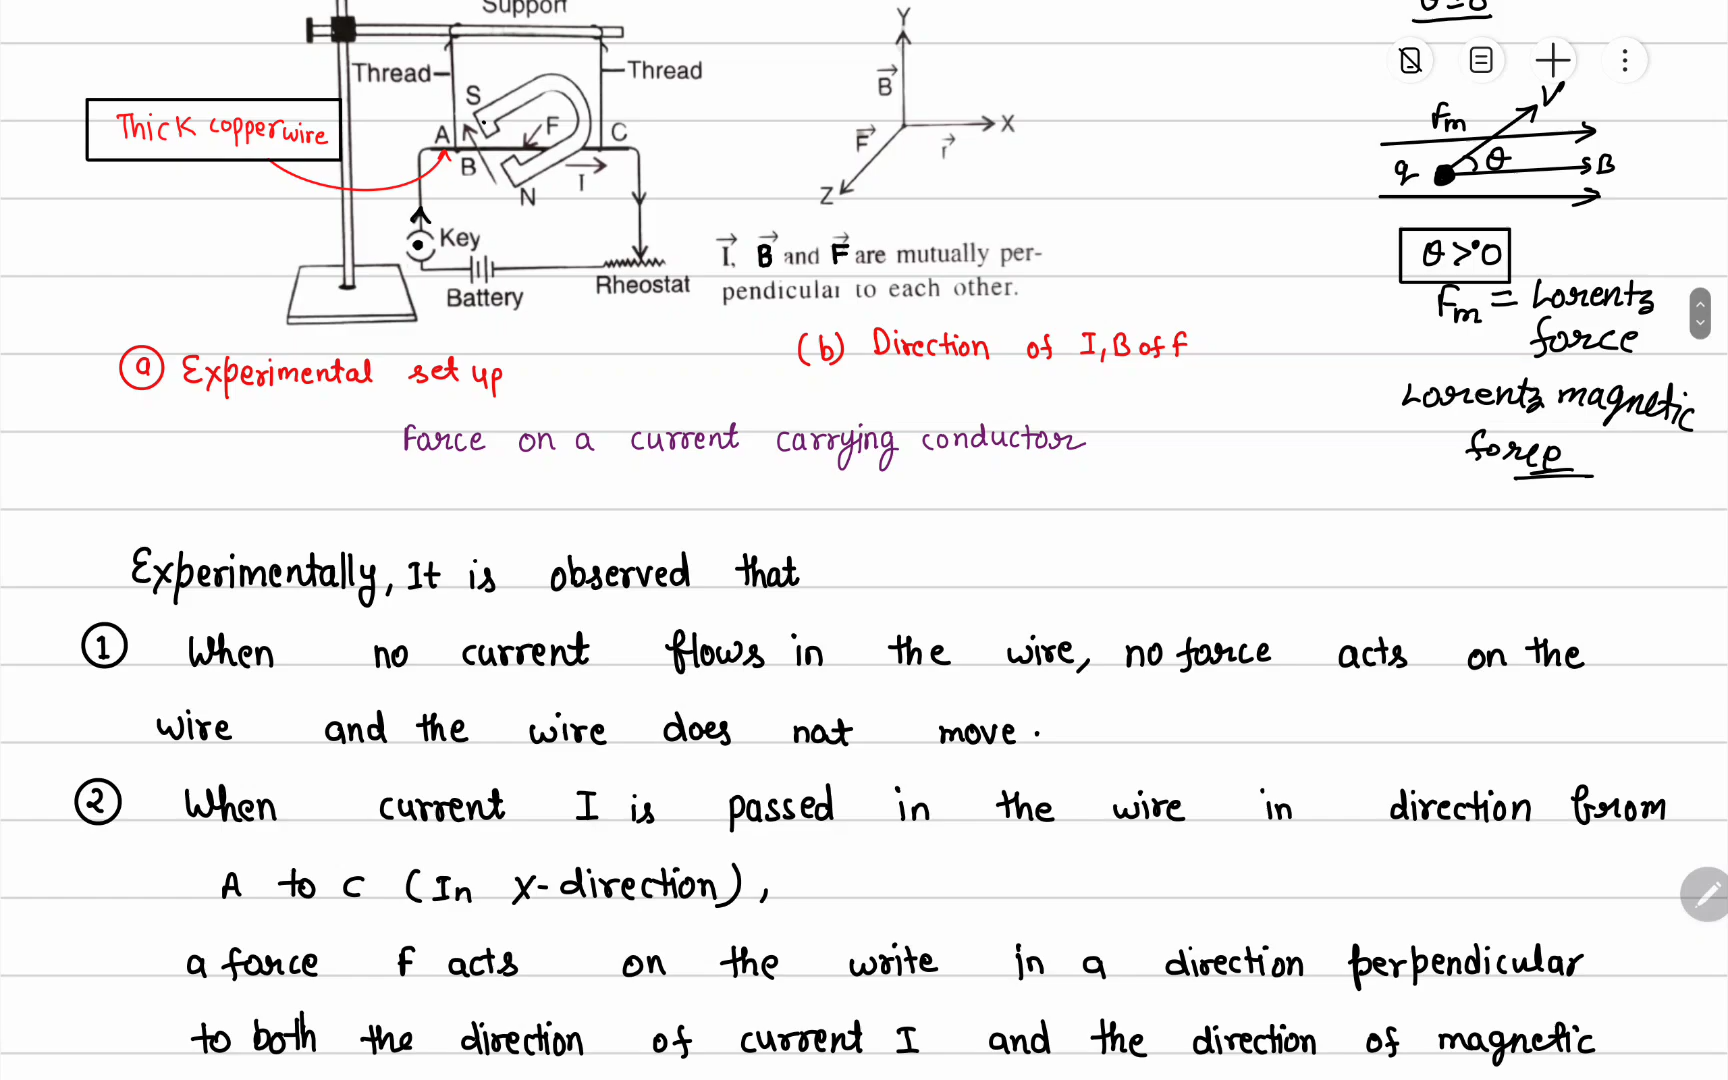 Support
Thread
Thread
Thick copperwire
S
A
F
C
B
N
I
Key
Battery
Rheostat
Y
B
X
F
Z
I, B and F are mutually per-
pendicular to each other.
(a) Experimental set up
(b) Direction of I, B of F
Force on a current carrying conductor
Fm
V
q
θ
B
θ > 0
Fm = Lorentz
force
Lorentz magnetic
Experimentally, It is observed that
① When no current flows in the wire, no force acts on the
wire and the wire does not move.
② When current I is passed in the wire in direction from
A to C (In X-direction),
a force F acts on the write in a direction perpendicular
to both the direction of current I and the direction of magnetic